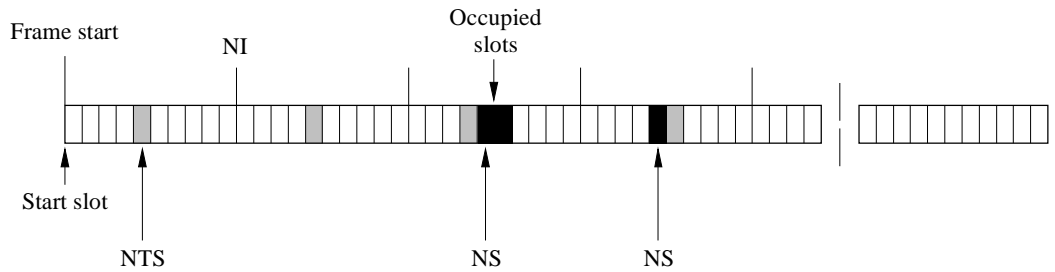 Occupied
slots
Frame start
NI
Start slot
NTS
NS
NS